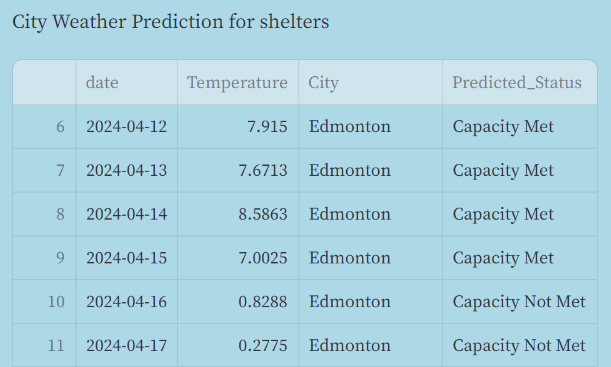 City Weather Prediction for shelters
date Temperature City Predicted_Status
6 2024-04-12 7.915 Edmonton Capacity Met
7 2024-04-13 7.6713 Edmonton Capacity Met
8 2024-04-14 8.5863 Edmonton Capacity Met
9 2024-04-15 7.0025 Edmonton Capacity Met
10 2024-04-16 0.8288 Edmonton Capacity Not Met
11 2024-04-17 0.2775 Edmonton Capacity Not Met